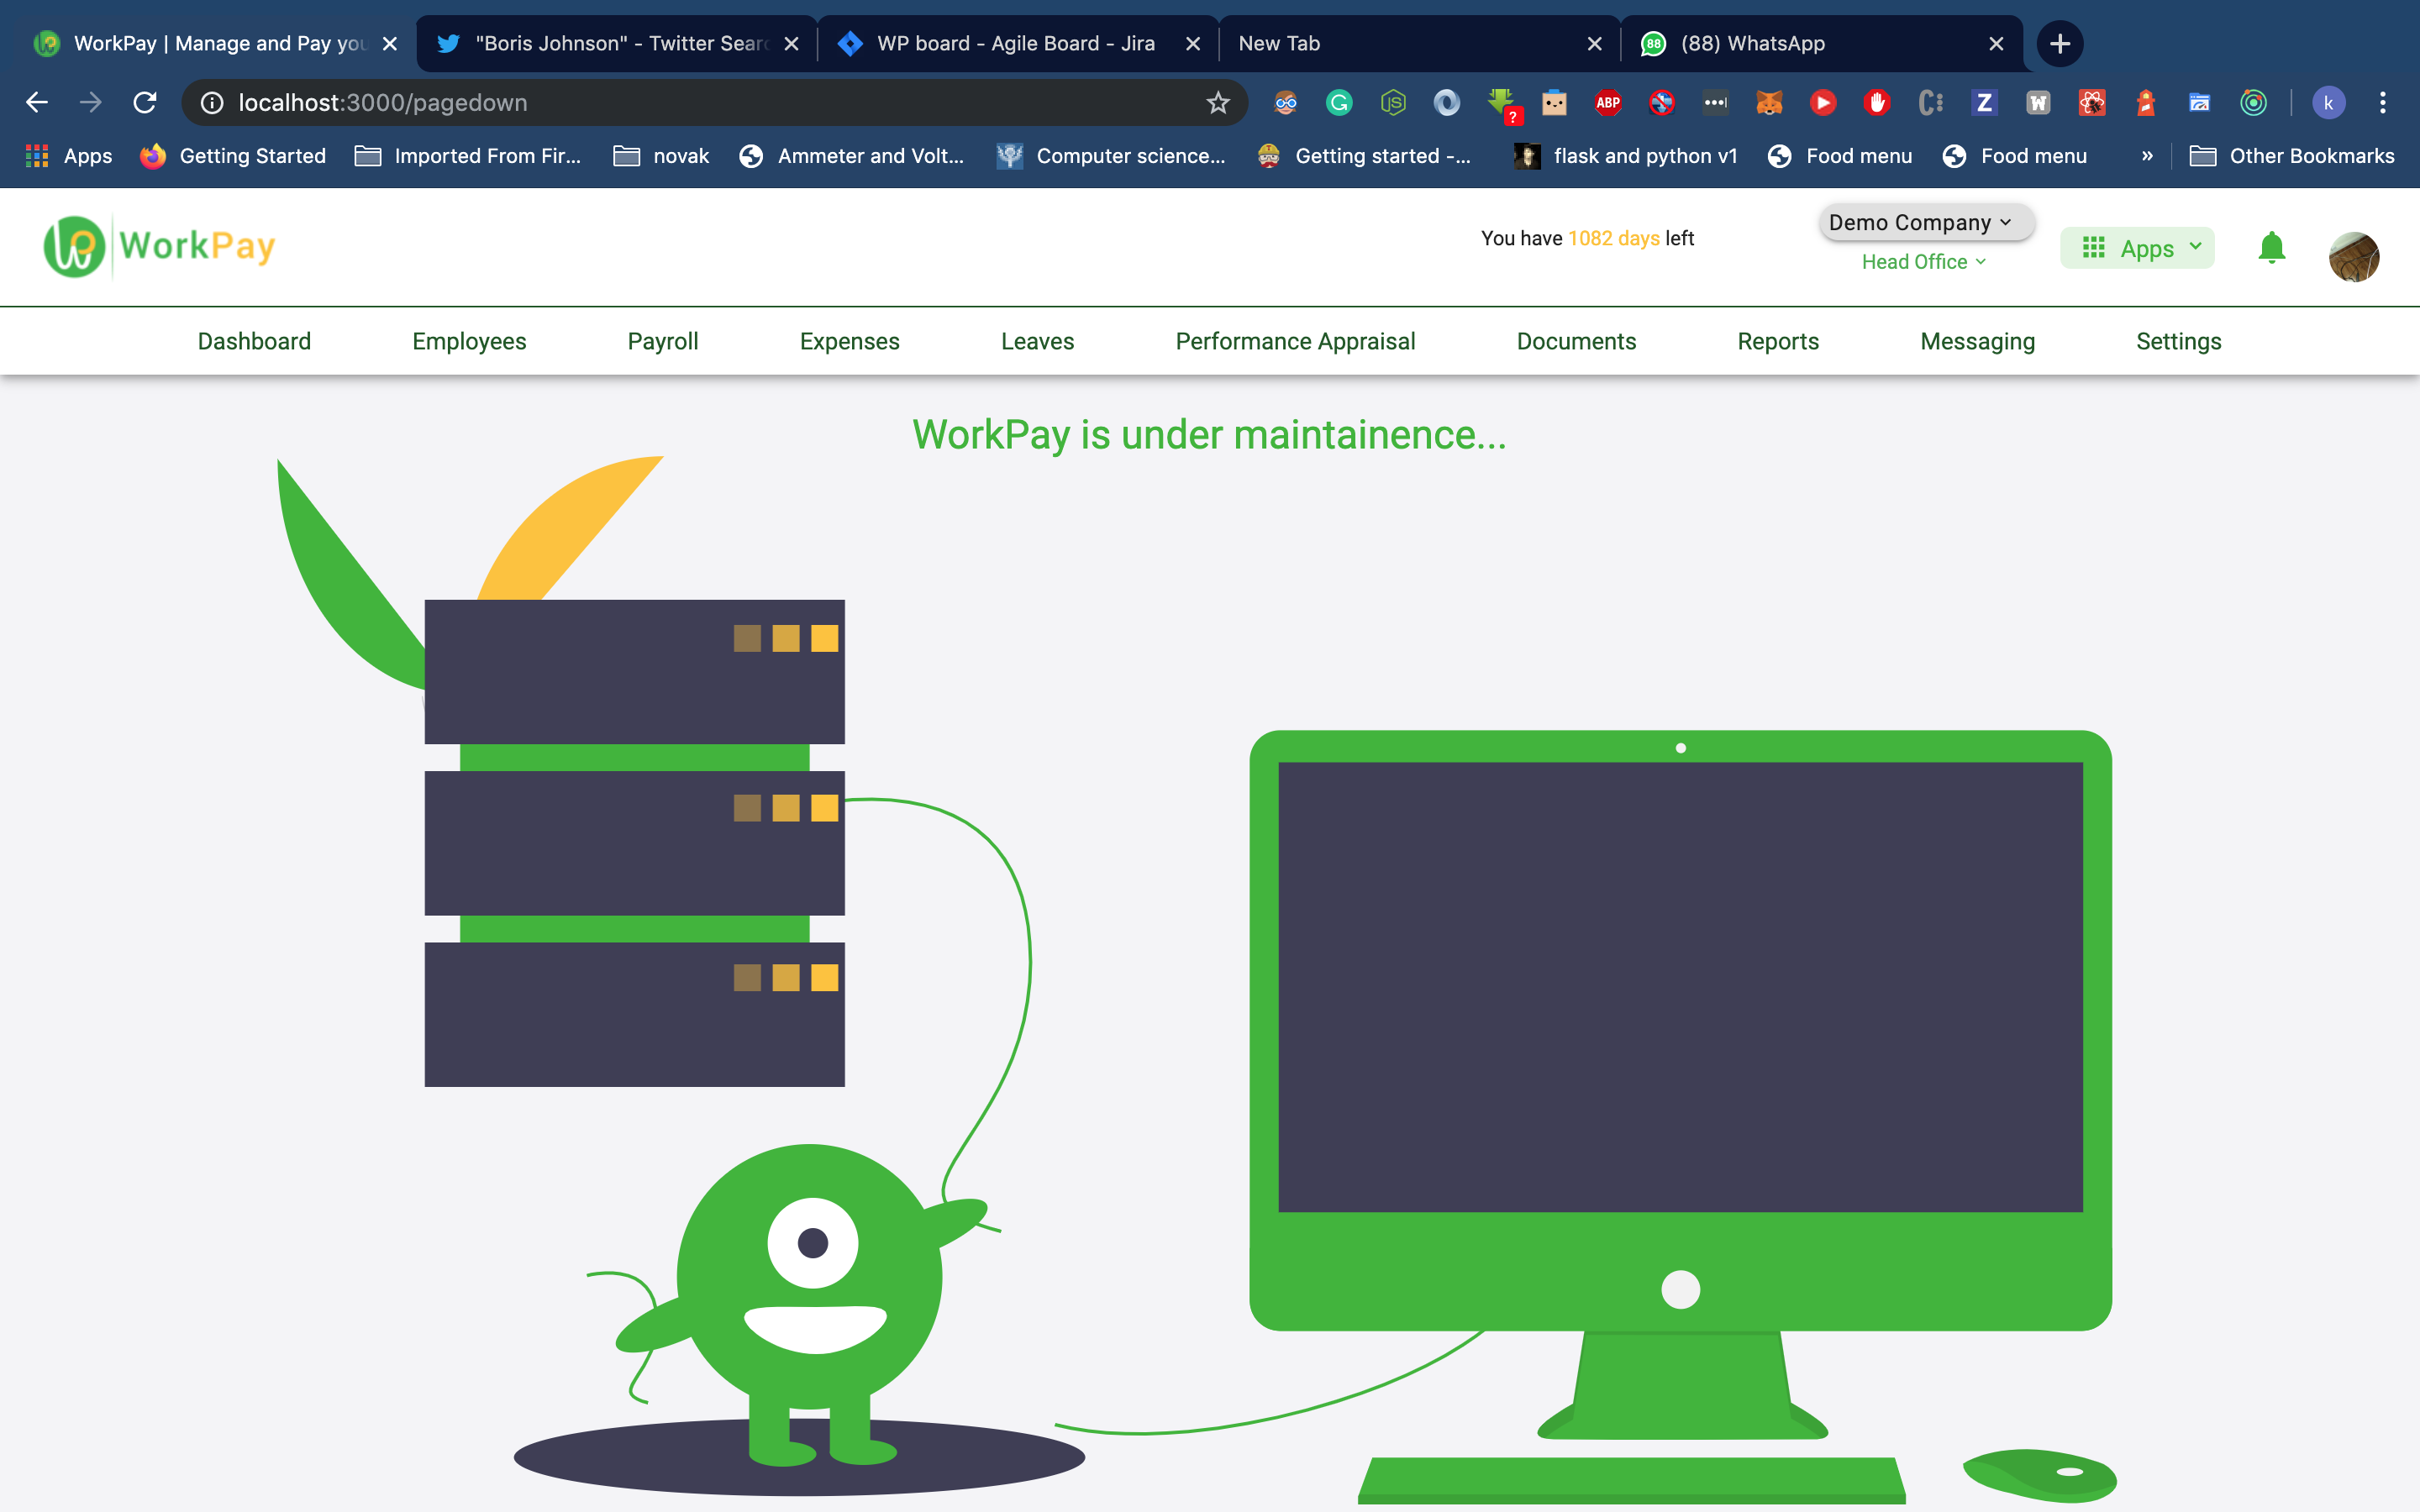 WorkPay | Manage and Pay you
"Boris Johnson" - Twitter Sear
WP board - Agile Board - Jira
New Tab
88
(88) WhatsApp
localhost:3000/pagedown
?
ABP
k
Apps
Getting Started
Imported From Fir...
novak
Ammeter and Volt...
Computer science...
Getting started -...
flask and python v1
Food menu
Food menu
»
Other Bookmarks
WorkPay
You have 1082 days left
Demo Company
Head Office
Apps
Dashboard
Employees
Payroll
Expenses
Leaves
Performance Appraisal
Documents
Reports
Messaging
Settings
WorkPay is under maintainence...